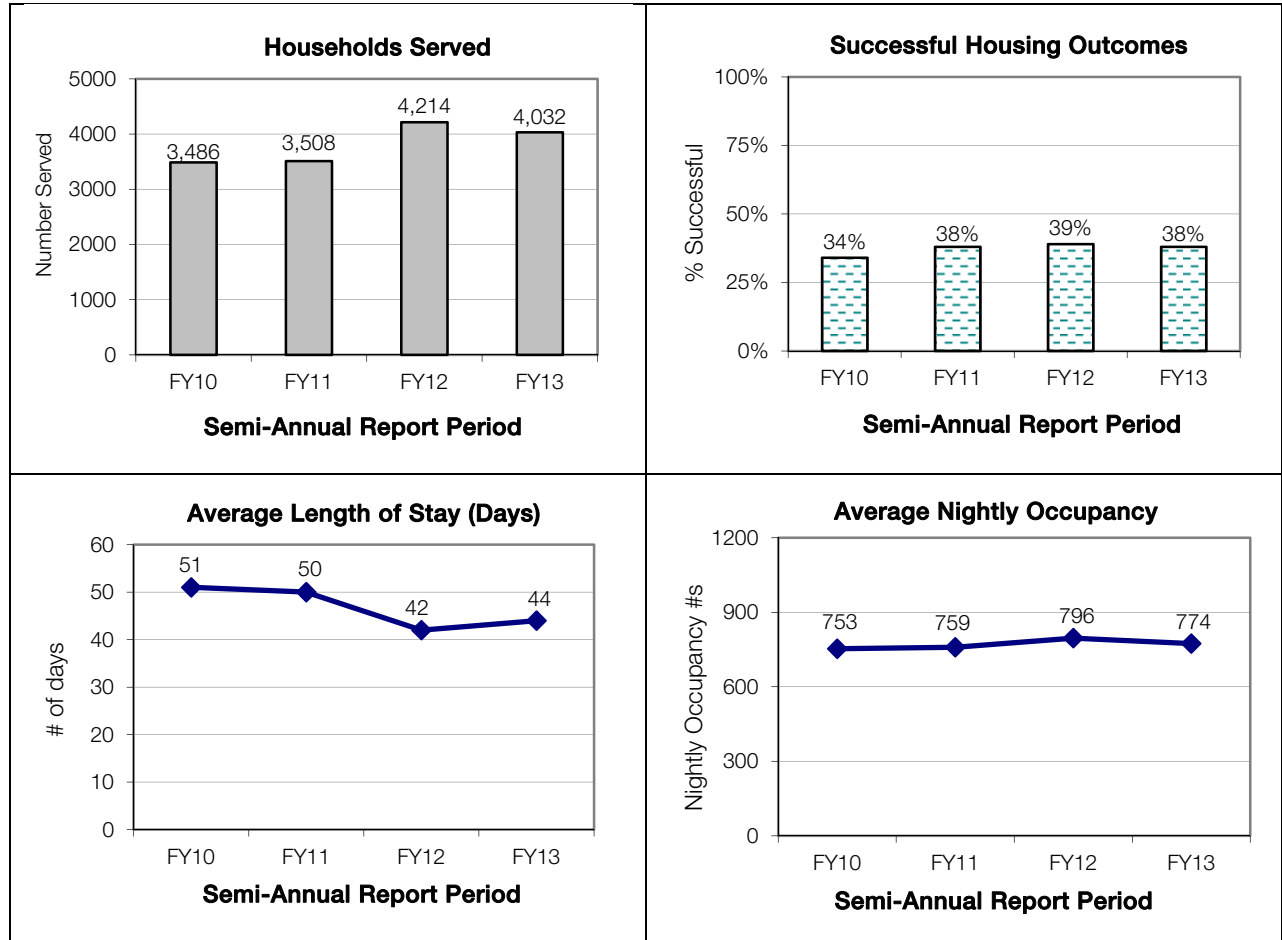 Households Served
Number Served
5000
4000
3000
2000
1000
0
3,486
3,508
4,214
4,032
FY10 FY11 FY12 FY13
Semi-Annual Report Period
Successful Housing Outcomes
% Successful
100%
75%
50%
25%
0%
34%
38%
39%
38%
FY10 FY11 FY12 FY13
Semi-Annual Report Period
Average Length of Stay (Days)
# of days
60
50
40
30
20
10
0
51
50
42
44
FY10 FY11 FY12 FY13
Semi-Annual Report Period
Average Nightly Occupancy
Nightly Occupancy #s
1200
900
600
300
0
753
759
796
774
FY10 FY11 FY12 FY13
Semi-Annual Report Period